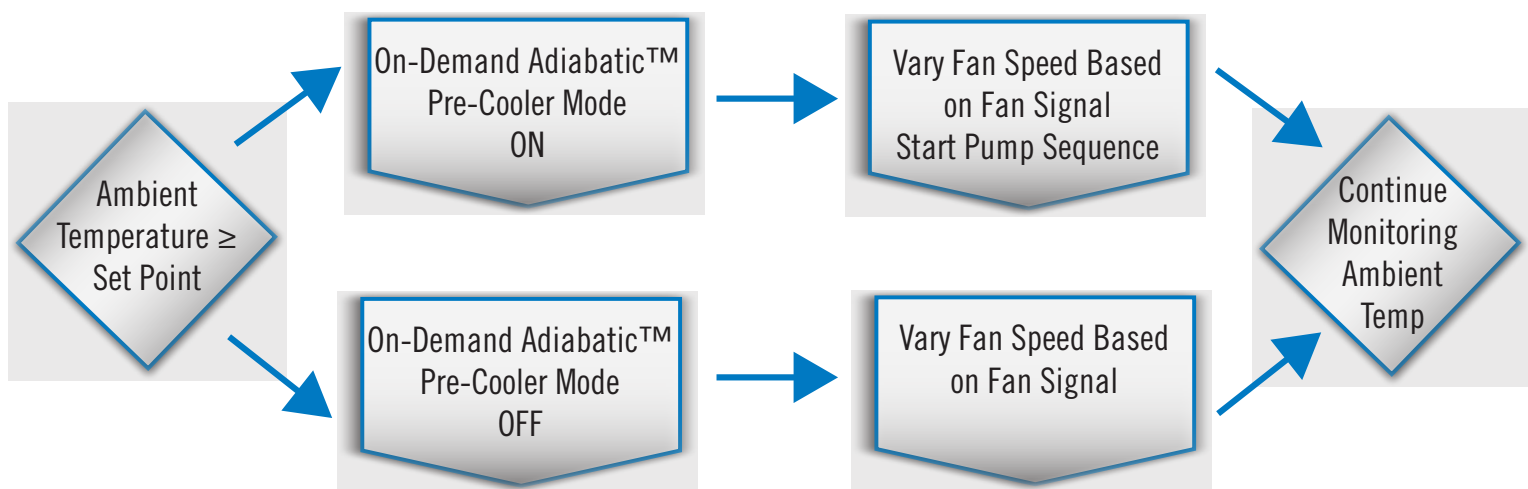 Ambient
Temperature ≥
Set Point
On-Demand Adiabatic™
Pre-Cooler Mode
ON
Vary Fan Speed Based
on Fan Signal
Start Pump Sequence
On-Demand Adiabatic™
Pre-Cooler Mode
OFF
Vary Fan Speed Based
on Fan Signal
Continue
Monitoring
Ambient
Temp